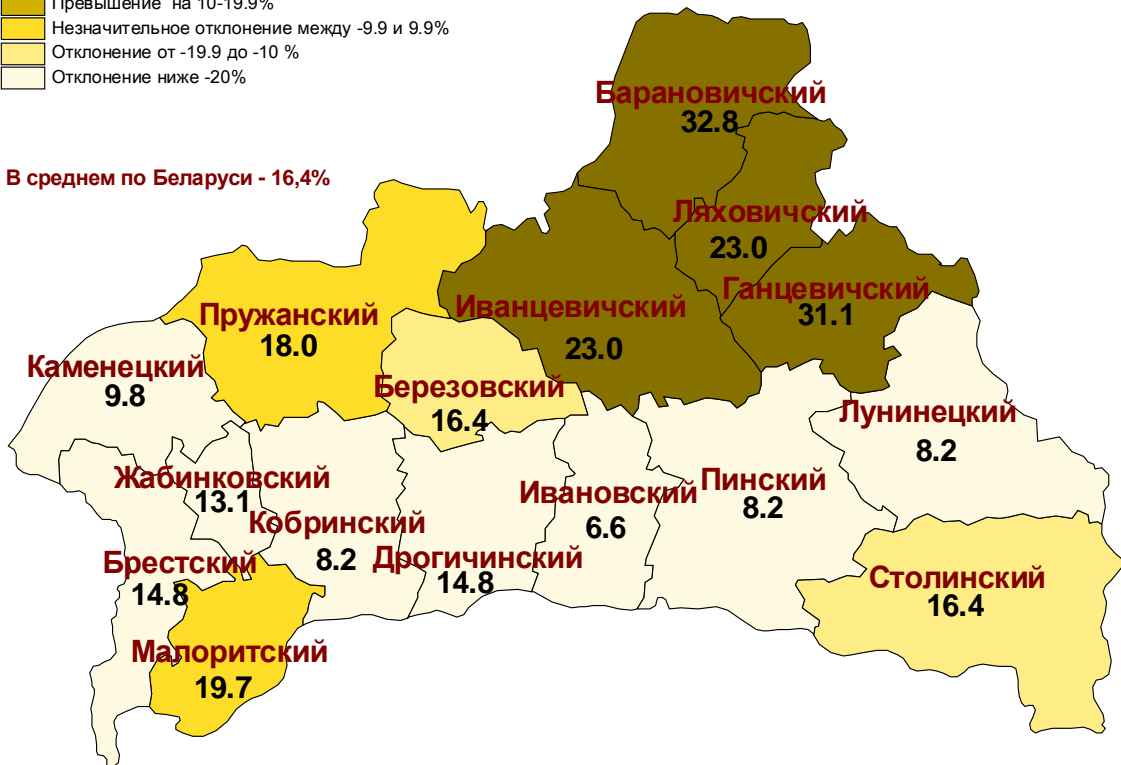 Превышение на 10-19.9%
Незначительное отклонение между -9.9 и 9.9%
Отклонение от -19.9 до -10 %
Отклонение ниже -20%
Барановичский
32.8
В среднем по Беларуси - 16,4%
Ляховичский
23.0
Ганцевичский
31.1
Иванцевичский
23.0
Пружанский
18.0
Каменецкий
9.8
Березовский
16.4
Лунинецкий
8.2
Жабинковский
13.1
Пинский
8.2
Ивановский
6.6
Кобринский
8.2
Дрогичинский
14.8
Брестский
14.8
Столинский
16.4
Малоритский
19.7